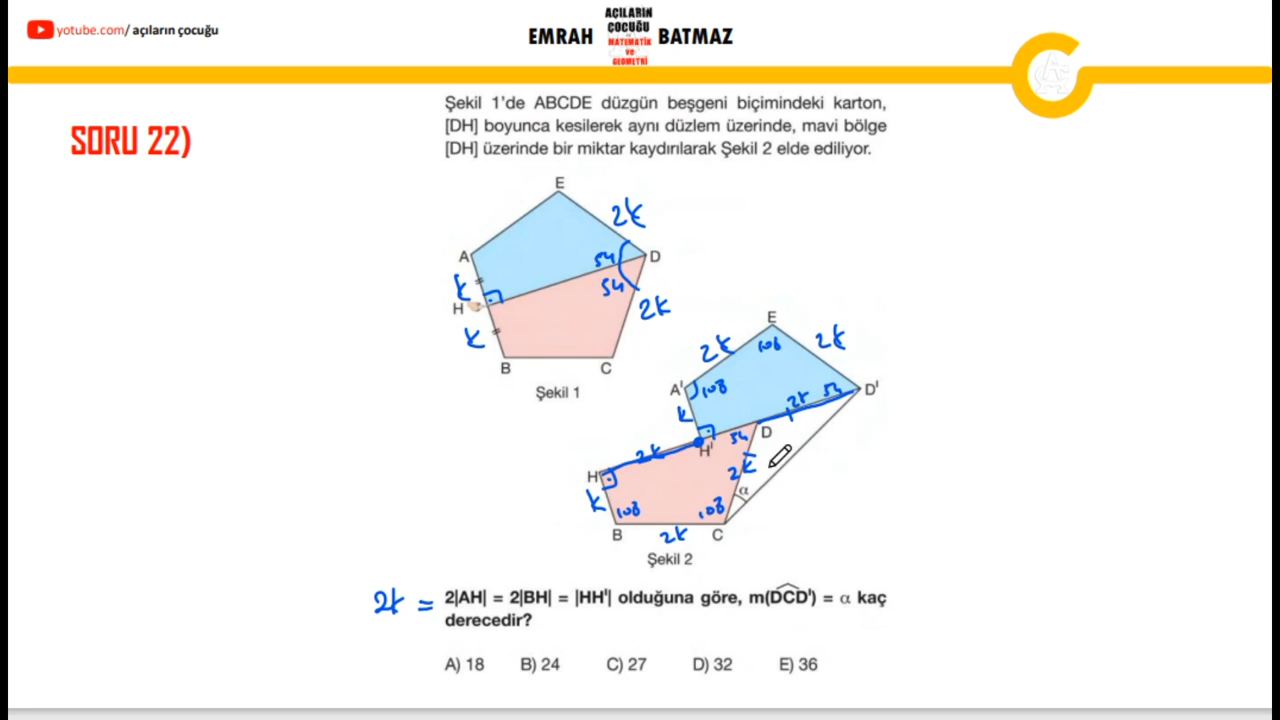 yotube.com/ açıların çocuğu
EMRAH
AÇILARIN
ÇOCUĞU
MATEMATİK
ve
GEOMETRİ
BATMAZ
SORU 22)
Şekil 1'de ABCDE düzgün beşgeni biçimindeki karton,
[DH] boyunca kesilerek aynı düzlem üzerinde, mavi bölge
[DH] üzerinde bir miktar kaydırılarak Şekil 2 elde ediliyor.
E
2k
A
54
D
k
54
H
2k
k
B
C
Şekil 1
E
2k
108
2k
A'
108
D'
k
2k
54
54
D
2k
H'
H
2k
α
k
108
108
B
2k
C
Şekil 2
2k = 2|AH| = 2|BH| = |HH'| olduğuna göre, m(DCD') = α kaç
derecedir?
A) 18 B) 24 C) 27 D) 32 E) 36